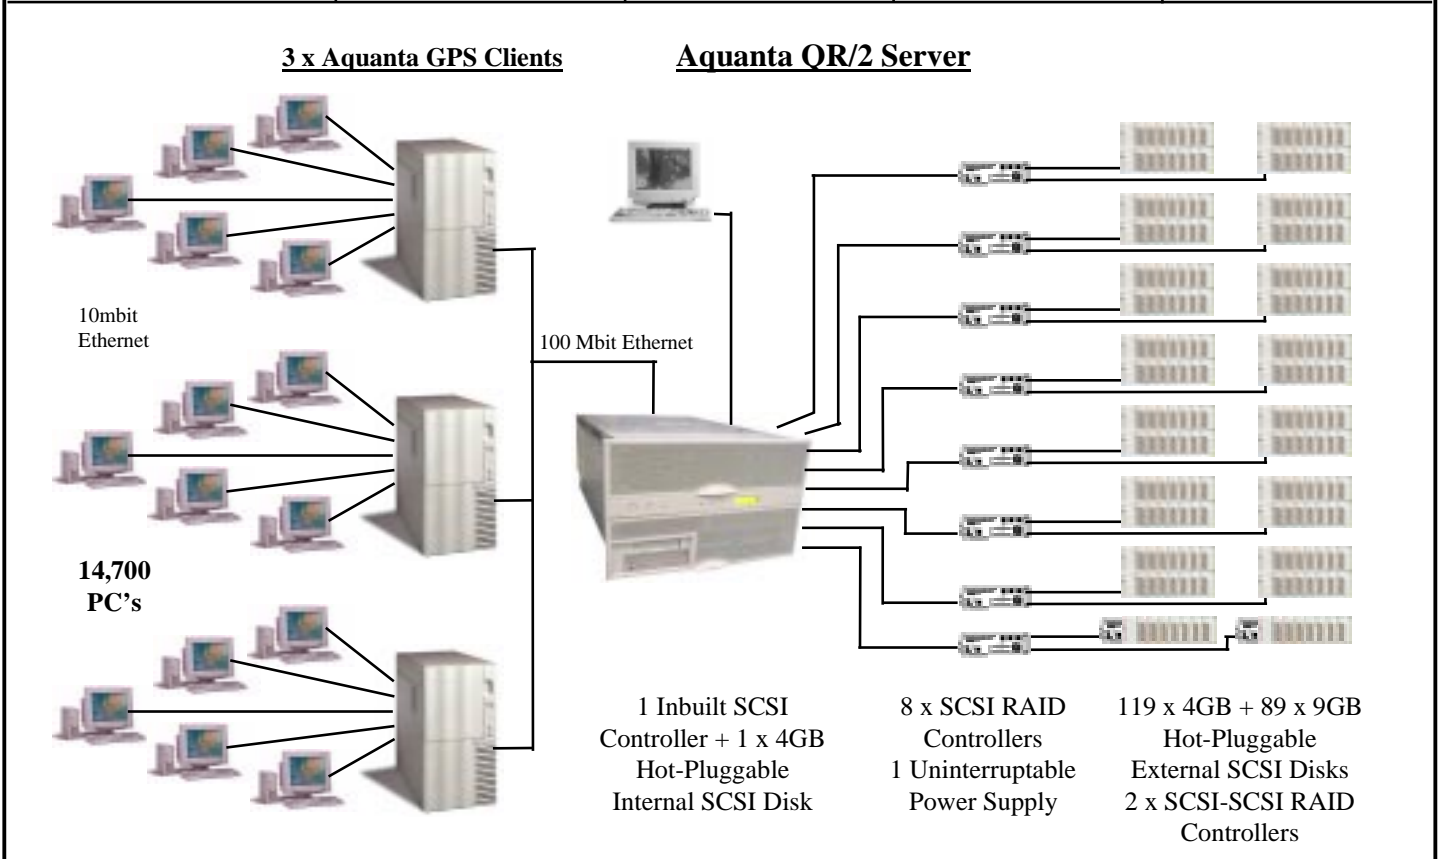 3 x Aquanta GPS Clients
Aquanta QR/2 Server
10mbit
Ethernet
100 Mbit Ethernet
14,700
PC's
1 Inbuilt SCSI
Controller + 1 x 4GB
Hot-Pluggable
Internal SCSI Disk
8 x SCSI RAID
Controllers
1 Uninterruptable
Power Supply
119 x 4GB + 89 x 9GB
Hot-Pluggable
External SCSI Disks
2 x SCSI-SCSI RAID
Controllers